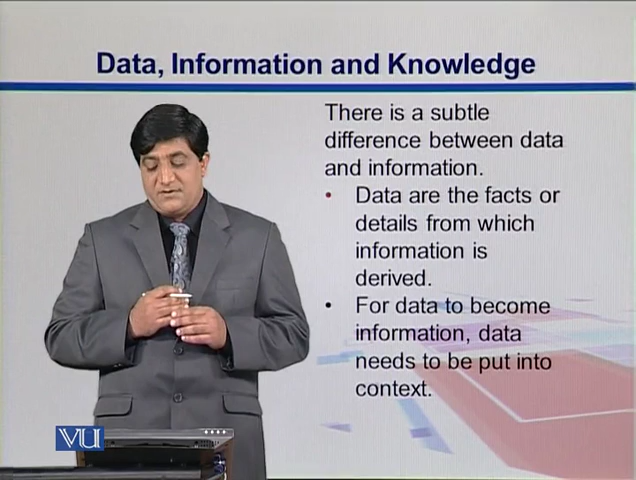 Data, Information and Knowledge
There is a subtle
difference between data
and information.
• Data are the facts or
details from which
information is
derived.
• For data to become
information, data
needs to be put into
context.
VU